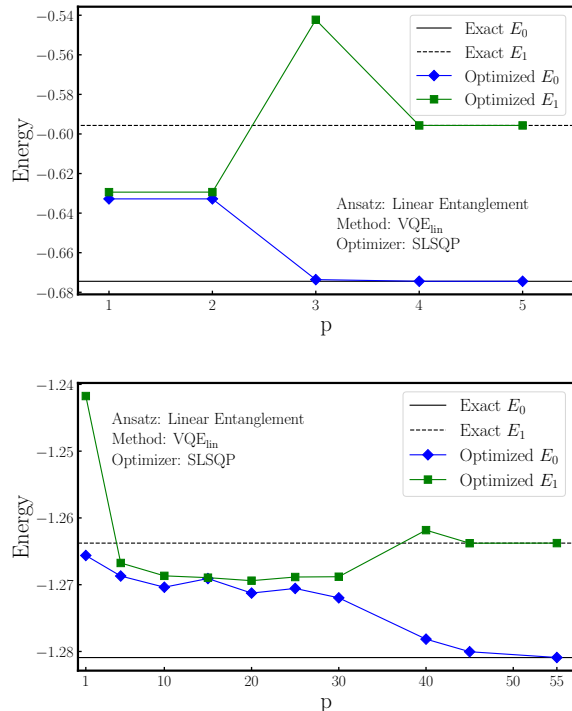 −0.54
−0.56
−0.58
−0.60
−0.62
−0.64
−0.66
−0.68
Energy
Exact E₀
Exact E₁
Optimized E₀
Optimized E₁
Ansatz: Linear Entanglement
Method: VQE_lin
Optimizer: SLSQP
1 2 3 4 5
p
−1.24
−1.25
−1.26
−1.27
−1.28
Energy
Ansatz: Linear Entanglement
Method: VQE_lin
Optimizer: SLSQP
Exact E₀
Exact E₁
Optimized E₀
Optimized E₁
1 10 20 30 40 50 55
p